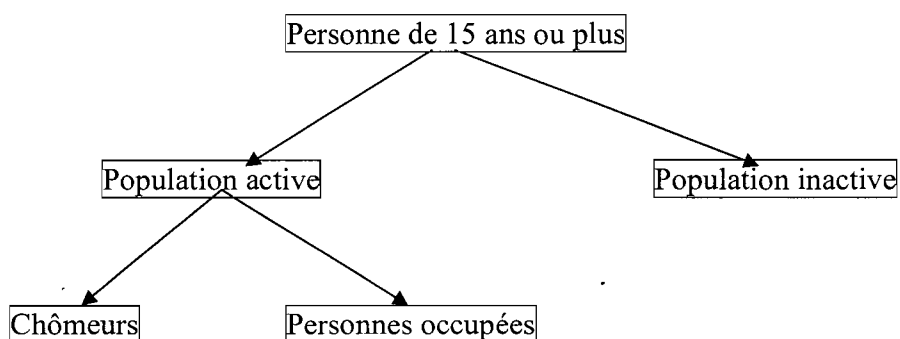 Personne de 15 ans ou plus
Population active
Population inactive
Chômeurs
Personnes occupées